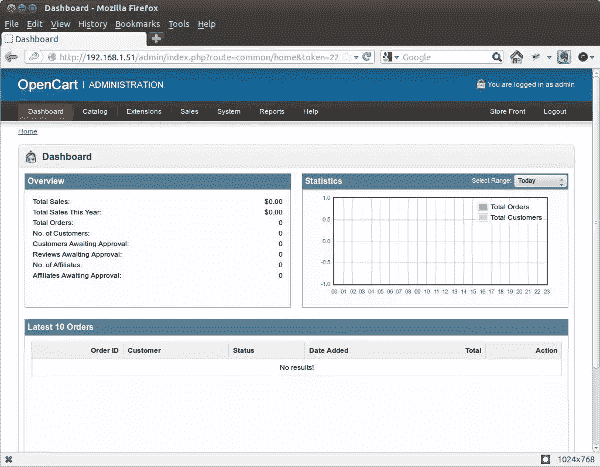 Dashboard - Mozilla Firefox
File Edit View History Bookmarks Tools Help
Dashboard
http://192.168.1.51/admin/index.php?route=common/home&token=22
Google
OpenCart | ADMINISTRATION
You are logged in as admin
Dashboard Catalog Extensions Sales System Reports Help Store Front Logout
Home
Dashboard
Overview
Total Sales: $0.00
Total Sales This Year: $0.00
Total Orders: 0
No. of Customers: 0
Customers Awaiting Approval: 0
Reviews Awaiting Approval: 0
No. of Affiliates: 0
Affiliates Awaiting Approval: 0
Statistics
Select Range: Today
1.0
0.5
0.0
-0.5
-1.0
Total Orders
Total Customers
00 01 02 03 04 05 06 07 08 09 10 11 12 13 14 15 16 17 18 19 20 21 22 23
Latest 10 Orders
Order ID Customer Status Date Added Total Action
No results!
1024x768